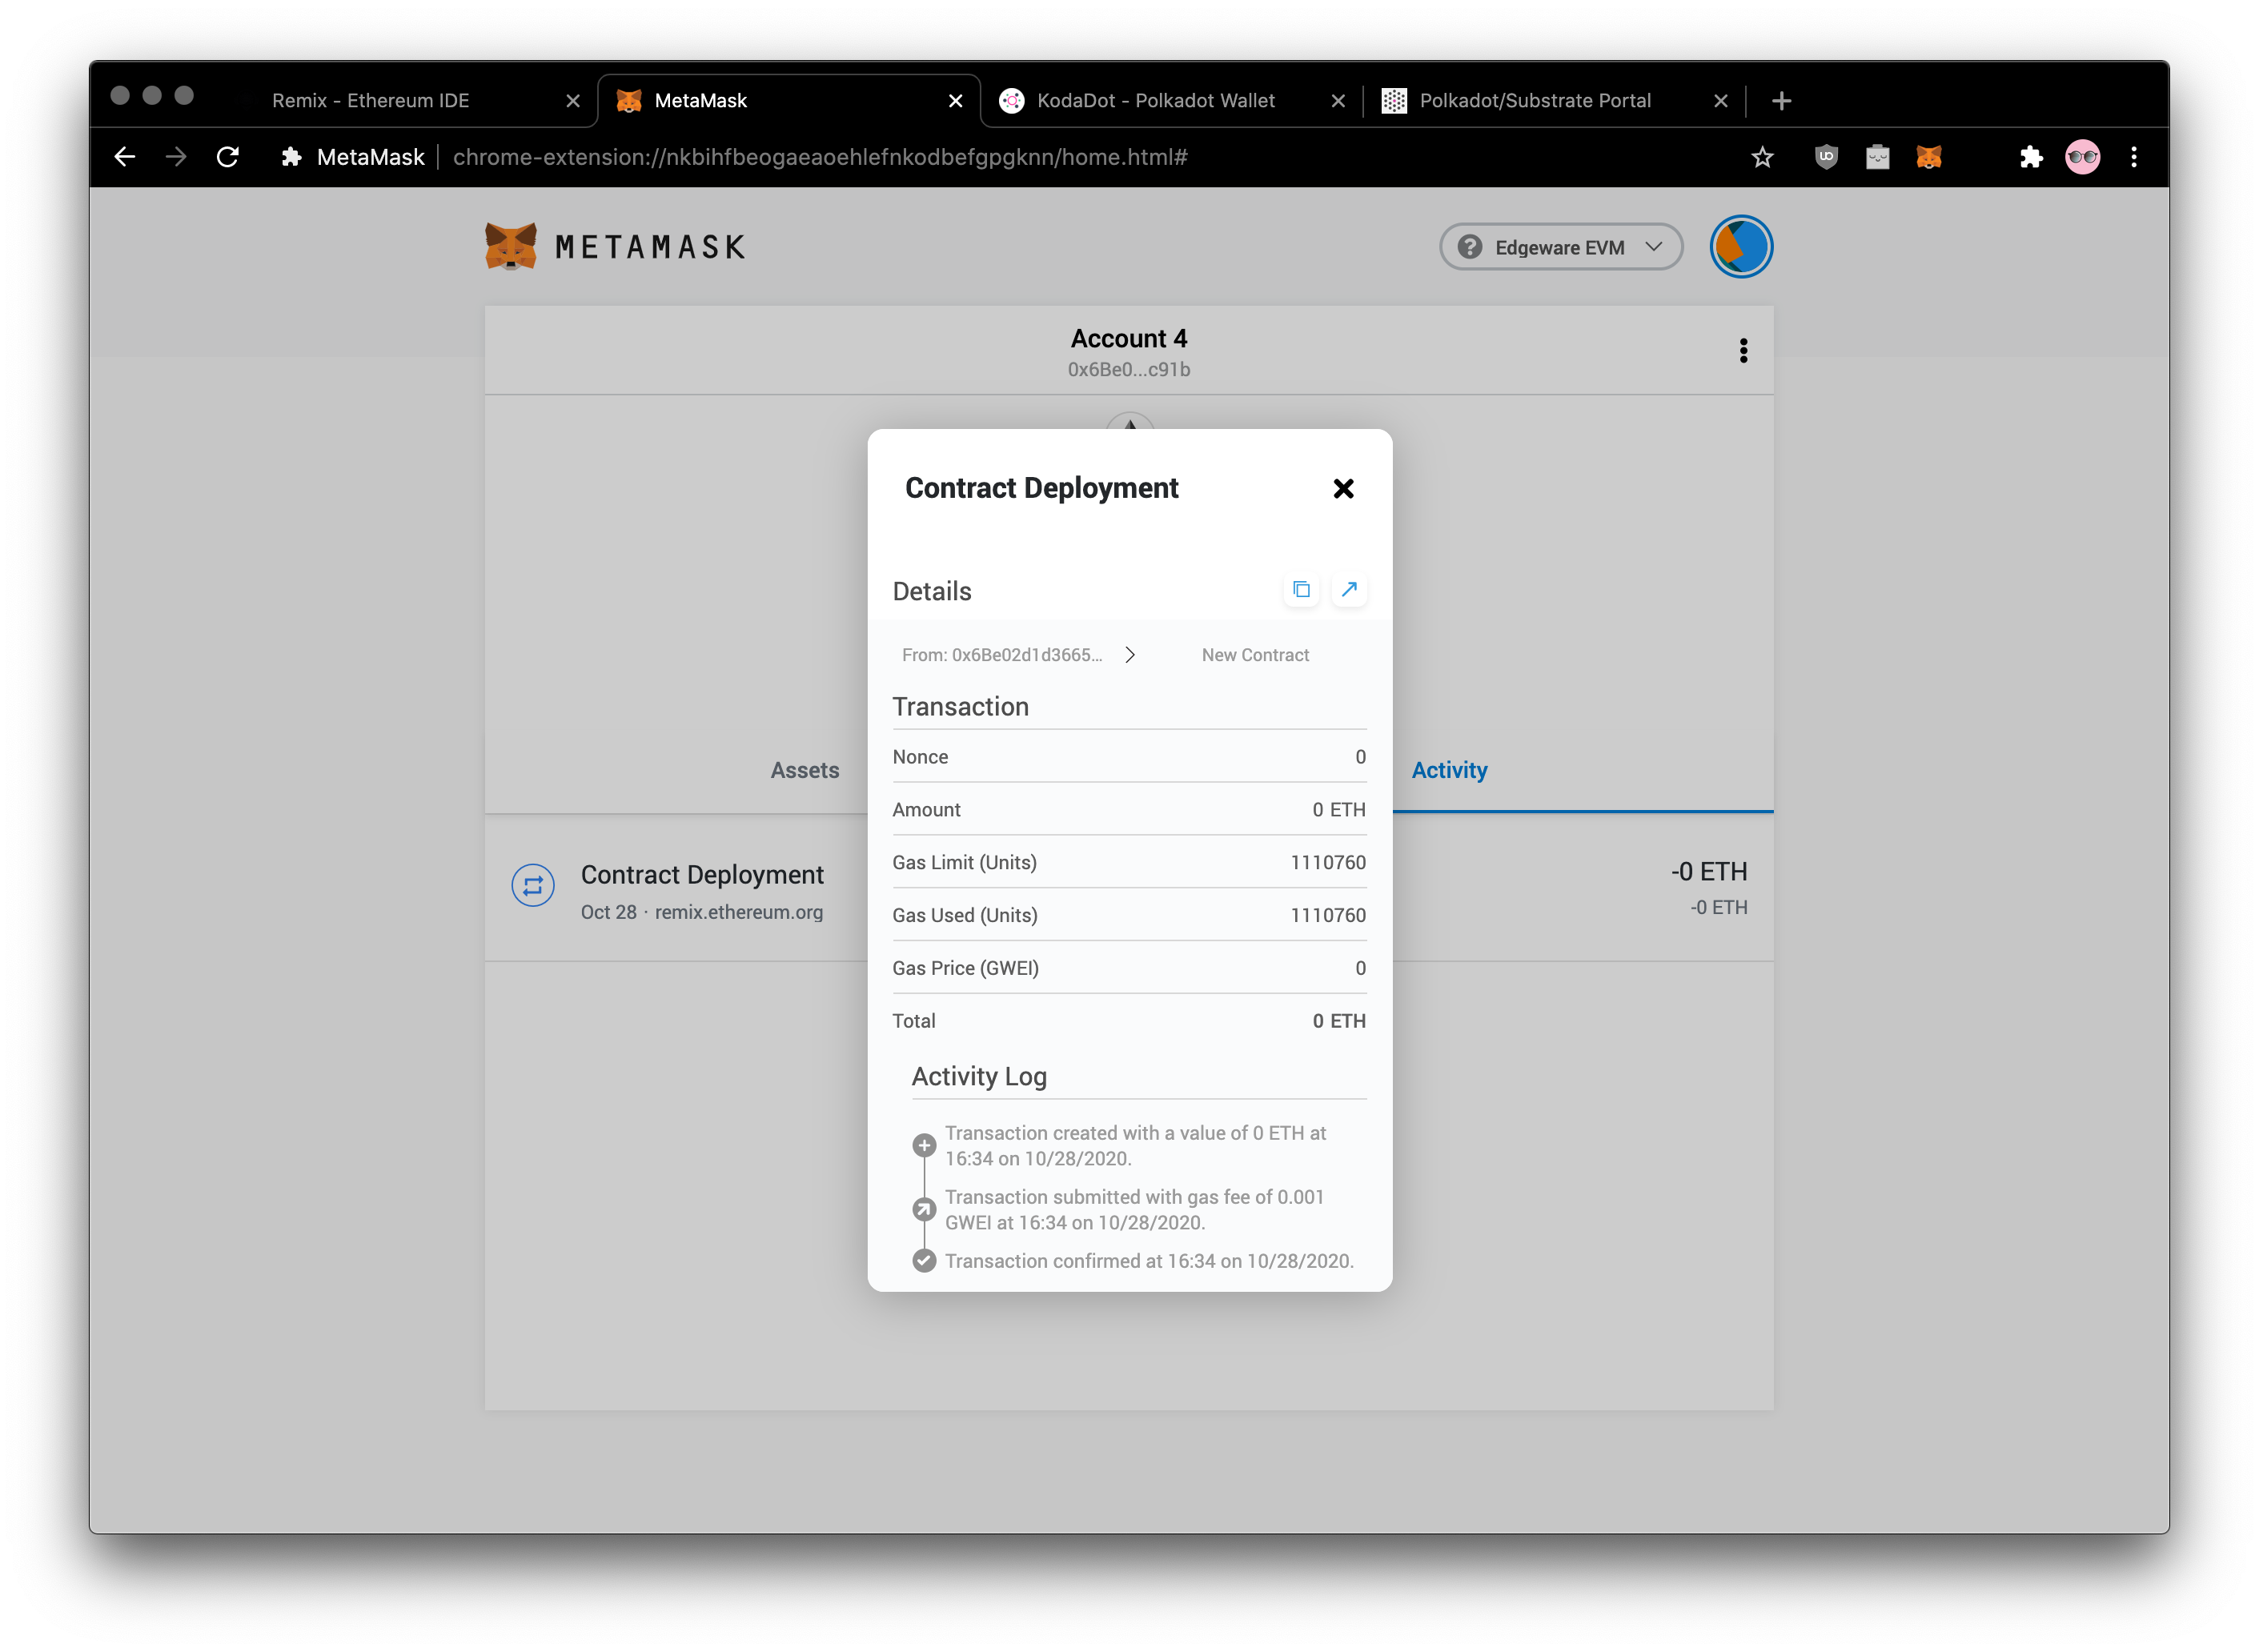 Remix - Ethereum IDE
MetaMask
KodaDot - Polkadot Wallet
Polkadot/Substrate Portal
MetaMask
chrome-extension://nkbihfbeogaeaoehlefnkodbefgpgknn/home.html#
METAMASK
Edgeware EVM
Account 4
0x6Be0...c91b
Contract Deployment
Details
From: 0x6Be02d1d3665...
New Contract
Transaction
Nonce 0
Assets
Activity
Amount 0 ETH
Gas Limit (Units) 1110760
Contract Deployment
-0 ETH
Oct 28 · remix.ethereum.org
-0 ETH
Gas Used (Units) 1110760
Gas Price (GWEI) 0
Total 0 ETH
Activity Log
Transaction created with a value of 0 ETH at
16:34 on 10/28/2020.
Transaction submitted with gas fee of 0.001
GWEI at 16:34 on 10/28/2020.
Transaction confirmed at 16:34 on 10/28/2020.